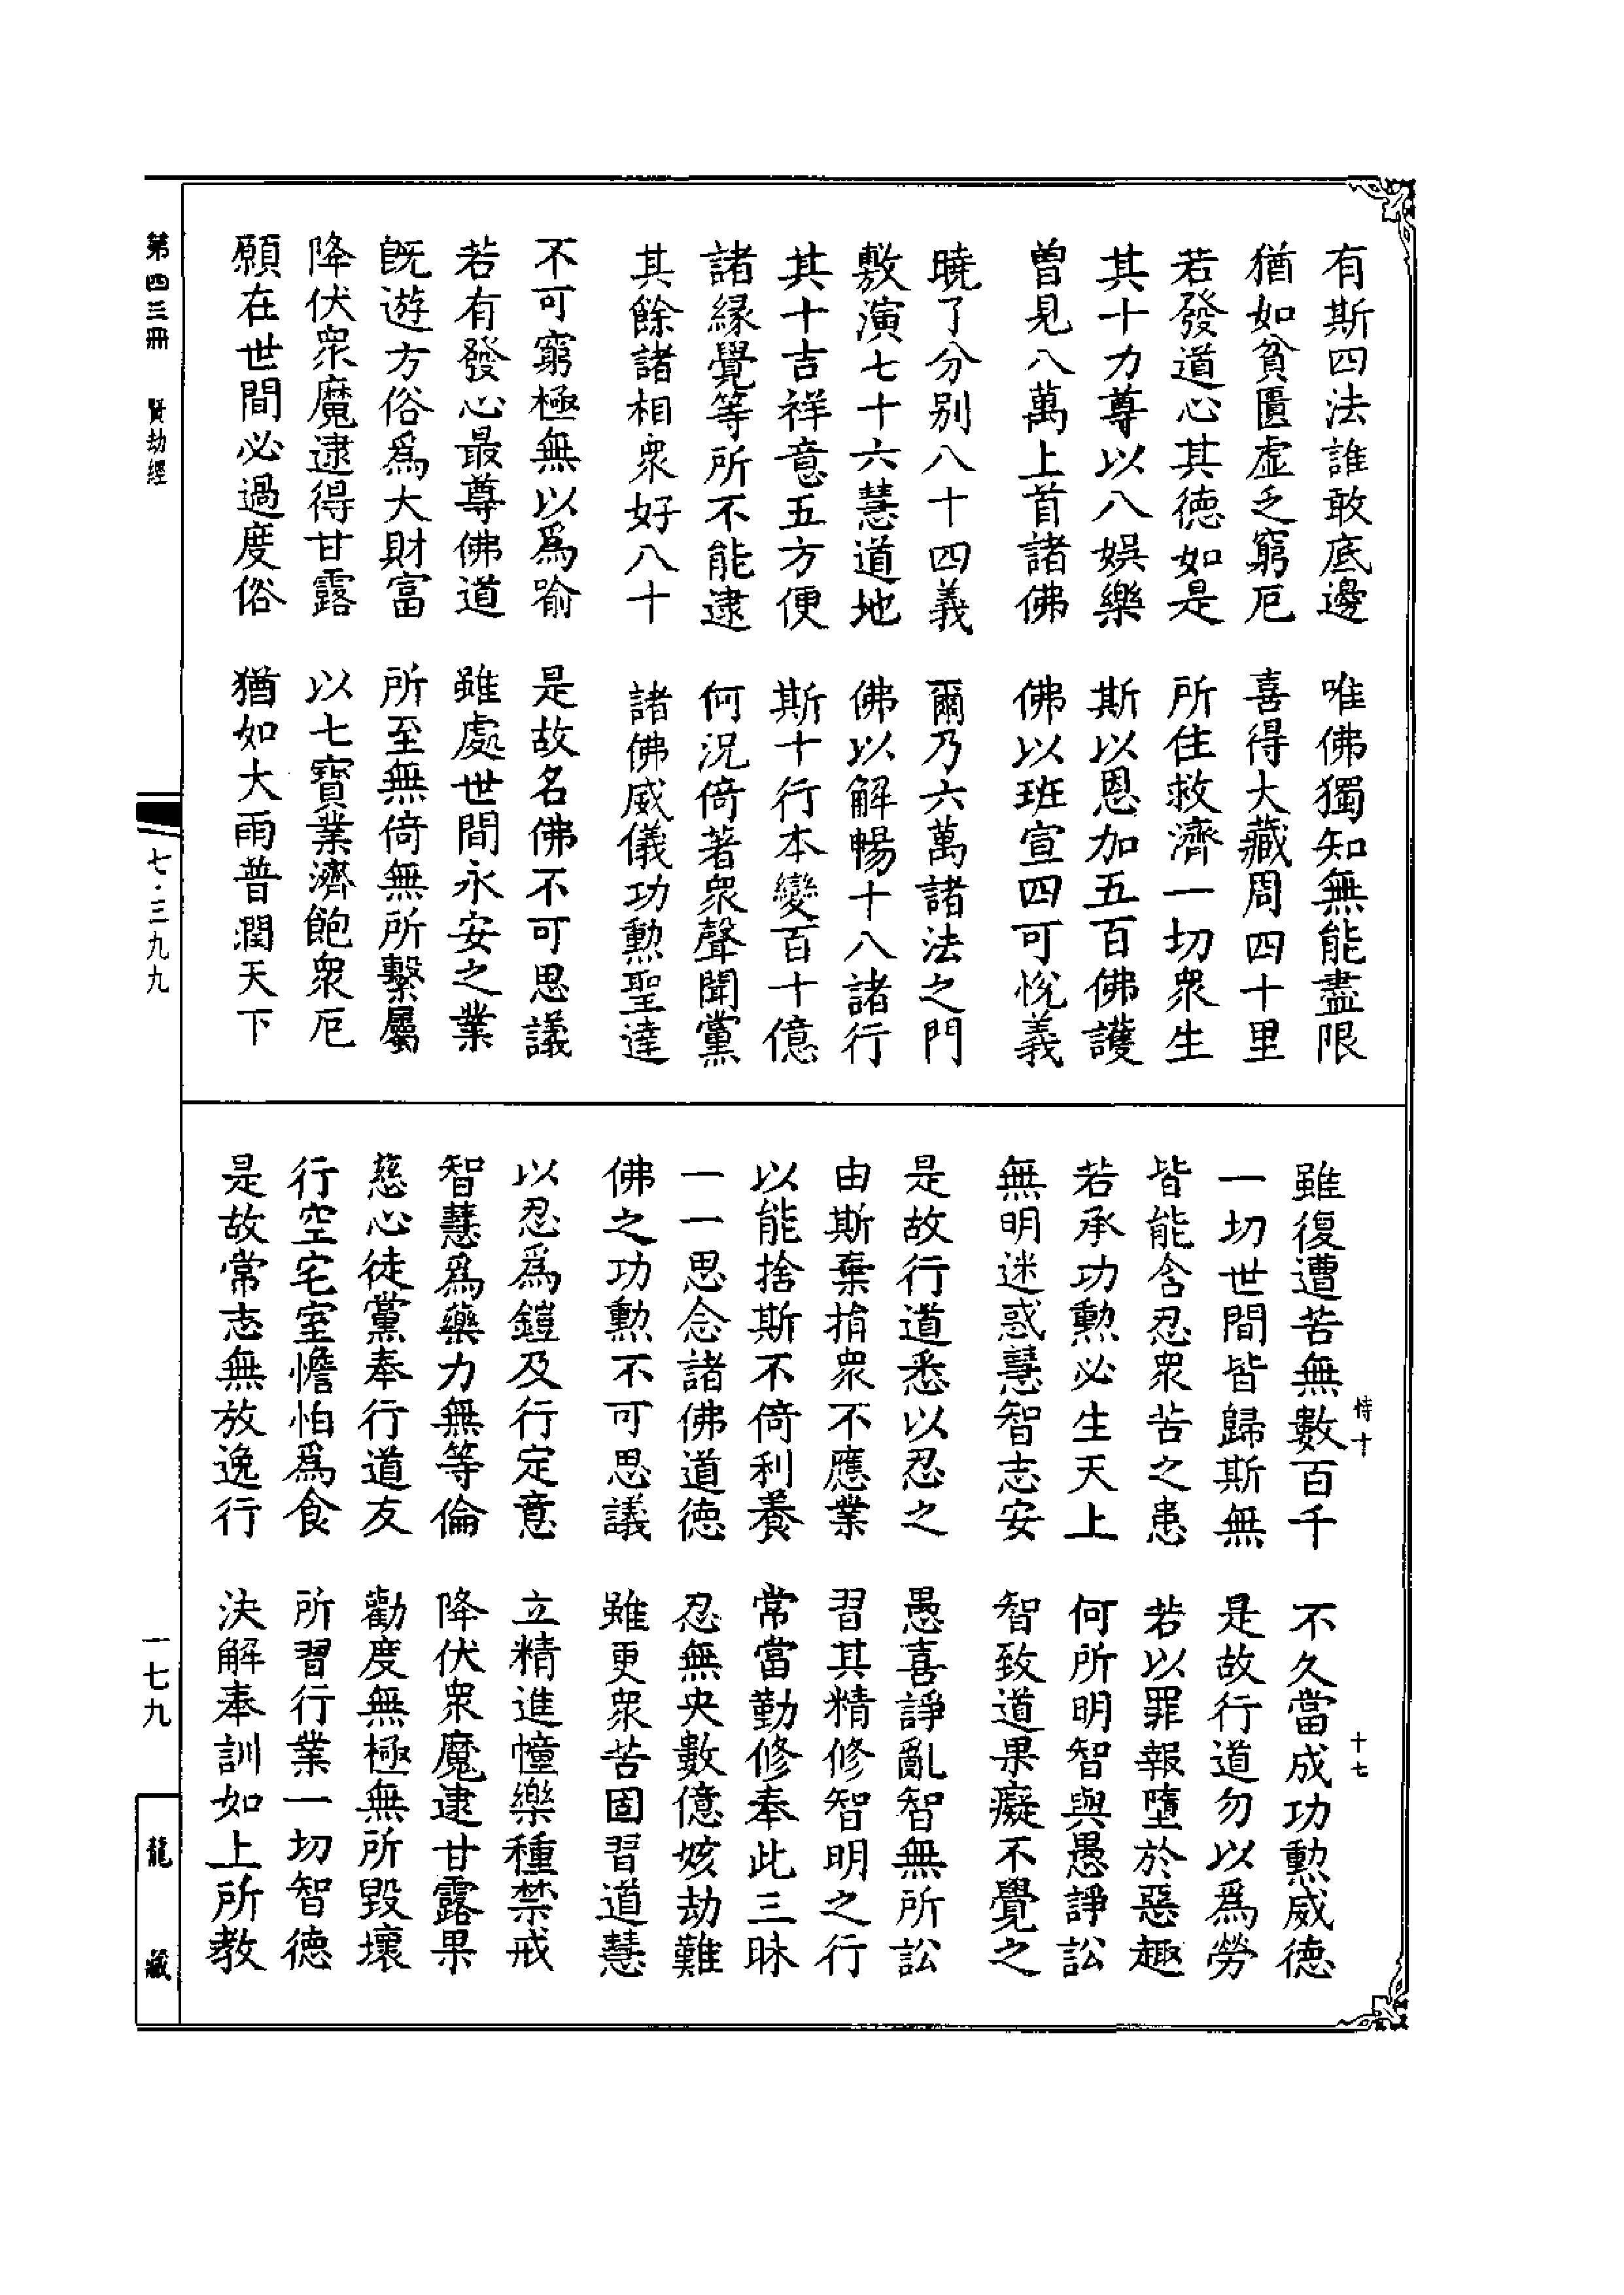 有斯四法誰敢底邊　唯佛獨知無能盡限
猶如貧匱虛乏窮厄　喜得大藏周四十里
若發道心其德如是　所住救濟一切衆生
其十力尊以八娛樂　斯以恩加五百佛護
曽見八萬上首諸佛　佛以班宣四可悅義
曉了分别八十四義　爾乃六萬諸法之門
敷演七十六慧道地　佛以解暢十八諸行
其十吉祥意五方便　斯十行本變百十億
諸縁覺等所不能逮　何況倚著衆聲聞黨
其餘諸相衆好八十　諸佛威儀功勲聖達
不可窮極無以爲喻　是故名佛不可思議
若有發心最尊佛道　雖處世間永安之業
旣遊方俗爲大財富　所至無倚無所繫屬
降伏衆魔逮得甘露　以七寶業濟飽衆厄
願在世間必過度俗　猶如大雨普潤天下
雖復遭苦無數百千　不久當成功勲威德
一切世間皆歸斯無　是故行道勿以爲勞
皆能含忍衆苦之患　若以罪報墮於惡趣
若承功勲必生天上　何所明智與愚諍訟
無明迷惑慧智志安　智致道果癡不覺之
是故行道悉以忍之　愚喜諍亂智無所訟
由斯棄捐衆不應業　習其精修智明之行
以能捨斯不倚利養　常當勤修奉此三昧
一一思念諸佛道德　忍無央數億姟劫難
佛之功勲不可思議　雖更衆苦固習道慧
以忍爲鎧及行定意　立精進幢樂種禁戒
智慧爲藥力無等倫　降伏衆魔逮甘露果
慈心徒黨奉行道友　勸度無極無所毀壞
行空宅室憺怕爲食　所習行業一切智德
是故常志無放逸行　決解奉訓如上所教
恃十
十七
第四三冊　賢劫經
七·三九九
一七九
龍藏